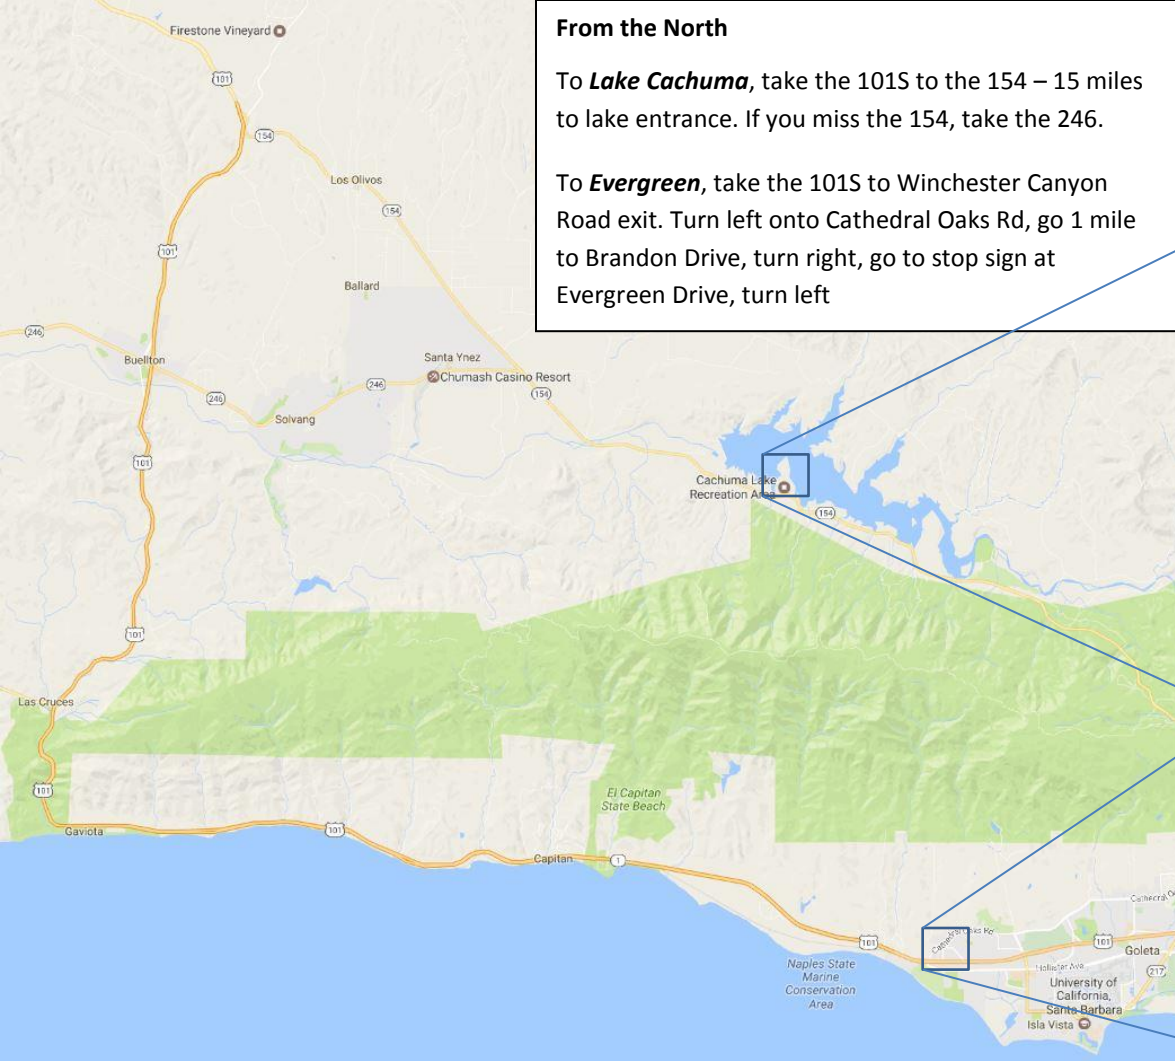 From the North
To Lake Cachuma, take the 101S to the 154 – 15 miles
to lake entrance. If you miss the 154, take the 246.
To Evergreen, take the 101S to Winchester Canyon
Road exit. Turn left onto Cathedral Oaks Rd, go 1 mile
to Brandon Drive, turn right, go to stop sign at
Evergreen Drive, turn left
Firestone Vineyard
101
154
Los Olivos
154
101
Ballard
246
Buellton
Santa Ynez
Chumash Casino Resort
246
154
246
Solvang
101
Cachuma Lake
Recreation Area
154
101
Las Cruces
101
El Capitan
State Beach
Gaviota
101
Capitan
1
Cathedral Oaks Rd
101
101
Goleta
Hollister Ave
217
Naples State
Marine
Conservation
Area
University of
California,
Santa Barbara
Isla Vista